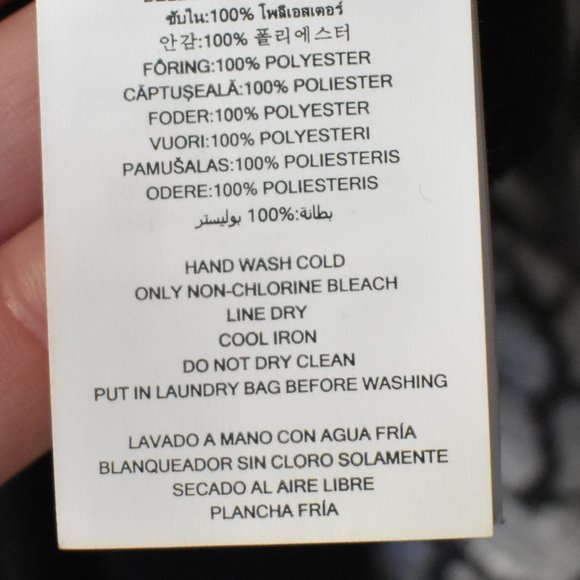 ซับใน:100% โพลีเอสเตอร์
안감:100% 폴리에스터
FÔRING:100% POLYESTER
CĂPTUŞEALĂ:100% POLIESTER
FODER:100% POLYESTER
VUORI:100% POLYESTERI
PAMUŠALAS:100% POLIESTERIS
ODERE:100% POLIESTERIS
بطانة:100% بوليستر
HAND WASH COLD
ONLY NON-CHLORINE BLEACH
LINE DRY
COOL IRON
DO NOT DRY CLEAN
PUT IN LAUNDRY BAG BEFORE WASHING
LAVADO A MANO CON AGUA FRÍA
BLANQUEADOR SIN CLORO SOLAMENTE
SECADO AL AIRE LIBRE
PLANCHA FRÍA